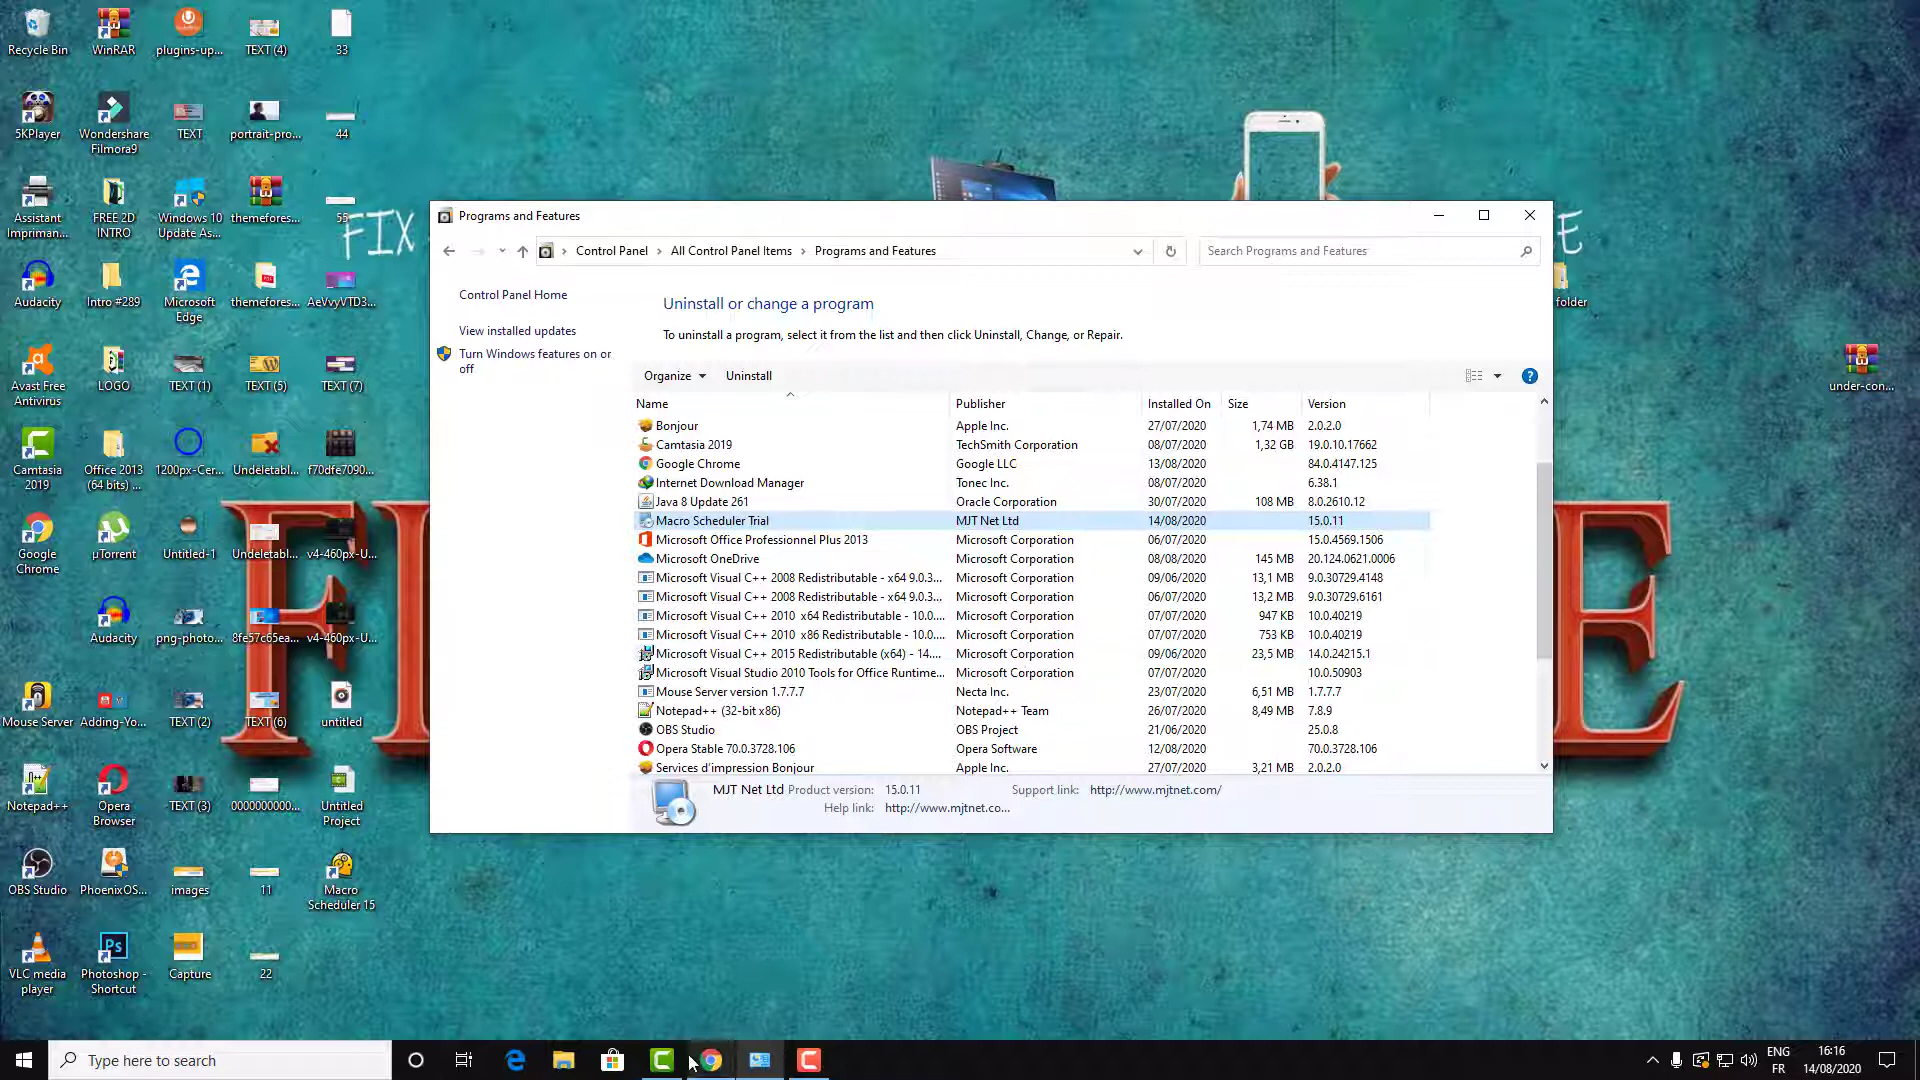 Recycle Bin
WinRAR
plugins-up...
TEXT (4)
33
5KPlayer
Wondershare
Filmora9
TEXT
portrait-pro...
44
Assistant
Impriman...
FREE 2D
INTRO
Windows 10
Update As...
themefores...
55
Audacity
Intro #289
Microsoft
Edge
themefores...
AeVvyVTD3...
Avast Free
Antivirus
LOGO
TEXT (1)
TEXT (5)
TEXT (7)
Camtasia
2019
Office 2013
(64 bits) ...
1200px-Cer...
Undeletabl...
f70dfe7090...
Google
Chrome
µTorrent
Untitled-1
Undeletabl...
v4-460px-U...
Audacity
png-photo...
8fe57c65ea...
v4-460px-U...
Mouse Server
Adding-Yo...
TEXT (2)
TEXT (6)
untitled
Notepad++
Opera
Browser
TEXT (3)
0000000000...
Untitled
Project
OBS Studio
PhoenixOS...
images
11
Macro
Scheduler 15
VLC media
player
Photoshop -
Shortcut
Capture
22
FIX
folder
under-con...
Programs and Features
Control Panel > All Control Panel Items > Programs and Features
Search Programs and Features
Control Panel Home
View installed updates
Turn Windows features on or
off
Uninstall or change a program
To uninstall a program, select it from the list and then click Uninstall, Change, or Repair.
Organize
Uninstall
Name Publisher Installed On Size Version
Bonjour Apple Inc. 27/07/2020 1,74 MB 2.0.2.0
Camtasia 2019 TechSmith Corporation 08/07/2020 1,32 GB 19.0.10.17662
Google Chrome Google LLC 13/08/2020 84.0.4147.125
Internet Download Manager Tonec Inc. 08/07/2020 6.38.1
Java 8 Update 261 Oracle Corporation 30/07/2020 108 MB 8.0.2610.12
Macro Scheduler Trial MJT Net Ltd 14/08/2020 15.0.11
Microsoft Office Professionnel Plus 2013 Microsoft Corporation 06/07/2020 15.0.4569.1506
Microsoft OneDrive Microsoft Corporation 08/08/2020 145 MB 20.124.0621.0006
Microsoft Visual C++ 2008 Redistributable - x64 9.0.3... Microsoft Corporation 09/06/2020 13,1 MB 9.0.30729.4148
Microsoft Visual C++ 2008 Redistributable - x64 9.0.3... Microsoft Corporation 06/07/2020 13,2 MB 9.0.30729.6161
Microsoft Visual C++ 2010 x64 Redistributable - 10.0.... Microsoft Corporation 07/07/2020 947 KB 10.0.40219
Microsoft Visual C++ 2010 x86 Redistributable - 10.0.... Microsoft Corporation 07/07/2020 753 KB 10.0.40219
Microsoft Visual C++ 2015 Redistributable (x64) - 14.... Microsoft Corporation 09/06/2020 23,5 MB 14.0.24215.1
Microsoft Visual Studio 2010 Tools for Office Runtime... Microsoft Corporation 07/07/2020 10.0.50903
Mouse Server version 1.7.7.7 Necta Inc. 23/07/2020 6,51 MB 1.7.7.7
Notepad++ (32-bit x86) Notepad++ Team 26/07/2020 8,49 MB 7.8.9
OBS Studio OBS Project 21/06/2020 25.0.8
Opera Stable 70.0.3728.106 Opera Software 12/08/2020 70.0.3728.106
Services d'impression Bonjour Apple Inc. 27/07/2020 3,21 MB 2.0.2.0
MJT Net Ltd Product version: 15.0.11 Support link: http://www.mjtnet.com/
Help link: http://www.mjtnet.co...
Type here to search
ENG
FR
16:16
14/08/2020